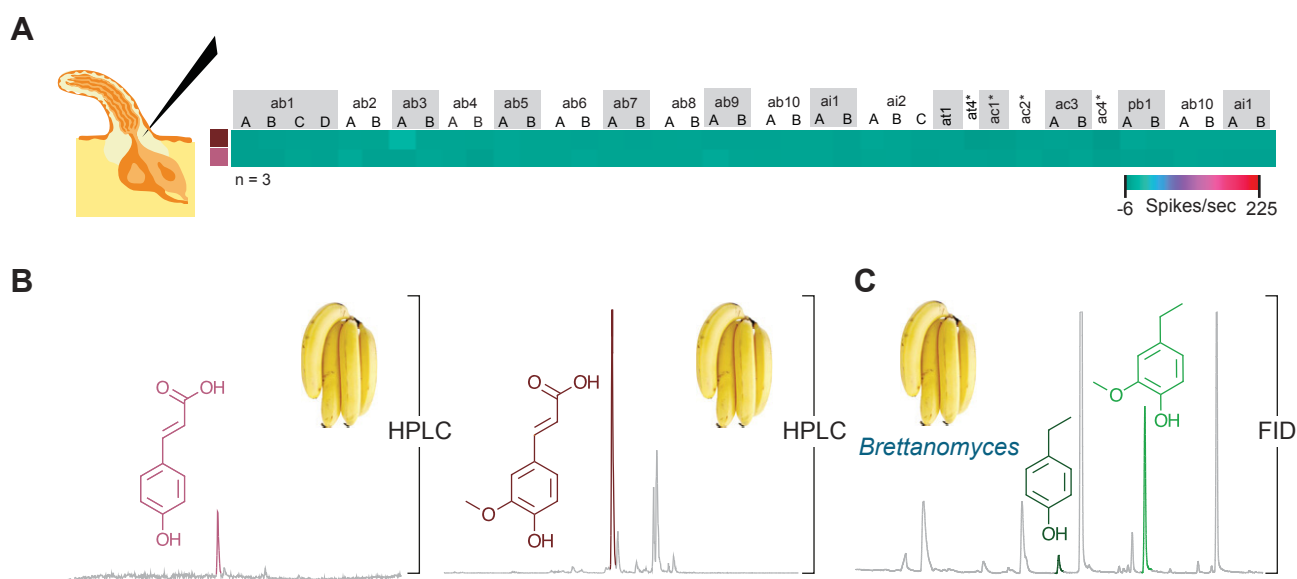 A
ab1 ab2 ab3 ab4 ab5 ab6 ab7 ab8 ab9 ab10 ai1 ai2 at1 at4* ac1* ac2* ac3 ac4* pb1 ab10 ai1
A B C D A B A B A B A B A B A B A B A B A B A B A B C A B A B A B A B
n = 3
-6 Spikes/sec 225
B
O
OH
OH
HPLC
O
OH
O
OH
HPLC
C
Brettanomyces
OH
O
OH
FID